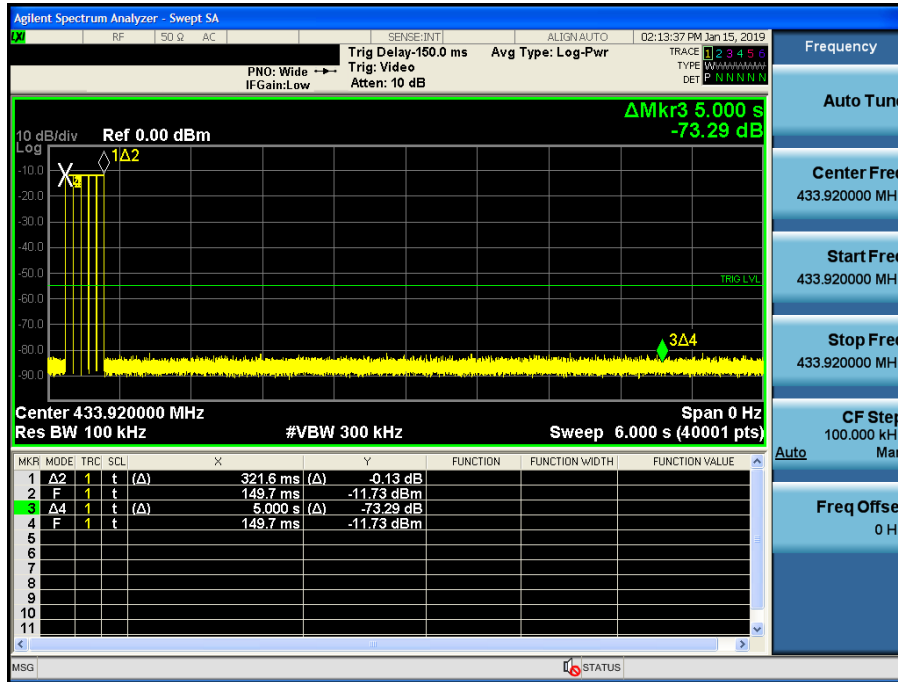 Agilent Spectrum Analyzer - Swept SA
LXI RF 50 Ω AC SENSE:INT ALIGN AUTO 02:13:37 PM Jan 15, 2019
Trig Delay-150.0 ms Avg Type: Log-Pwr TRACE 1 2 3 4 5 6
PNO: Wide Trig: Video TYPE WWWWWW
IFGain:Low Atten: 10 dB DET P N N N N N
Frequency
ΔMkr3 5.000 s
-73.29 dB
10 dB/div Ref 0.00 dBm
Log
1Δ2
-10.0
-20.0
-30.0
-40.0
-50.0
TRIG LVL
-60.0
-70.0
3Δ4
-80.0
-90.0
Center 433.920000 MHz Span 0 Hz
Res BW 100 kHz #VBW 300 kHz Sweep 6.000 s (40001 pts)
MKR MODE TRC SCL X Y FUNCTION FUNCTION WIDTH FUNCTION VALUE
1 Δ2 1 t (Δ) 321.6 ms (Δ) -0.13 dB
2 F 1 t 149.7 ms -11.73 dBm
3 Δ4 1 t (Δ) 5.000 s (Δ) -73.29 dB
4 F 1 t 149.7 ms -11.73 dBm
5
6
7
8
9
10
11
MSG STATUS
Auto Tune
Center Freq
433.920000 MH
Start Freq
433.920000 MH
Stop Freq
433.920000 MH
CF Step
100.000 kH
Auto Man
Freq Offse
0 H